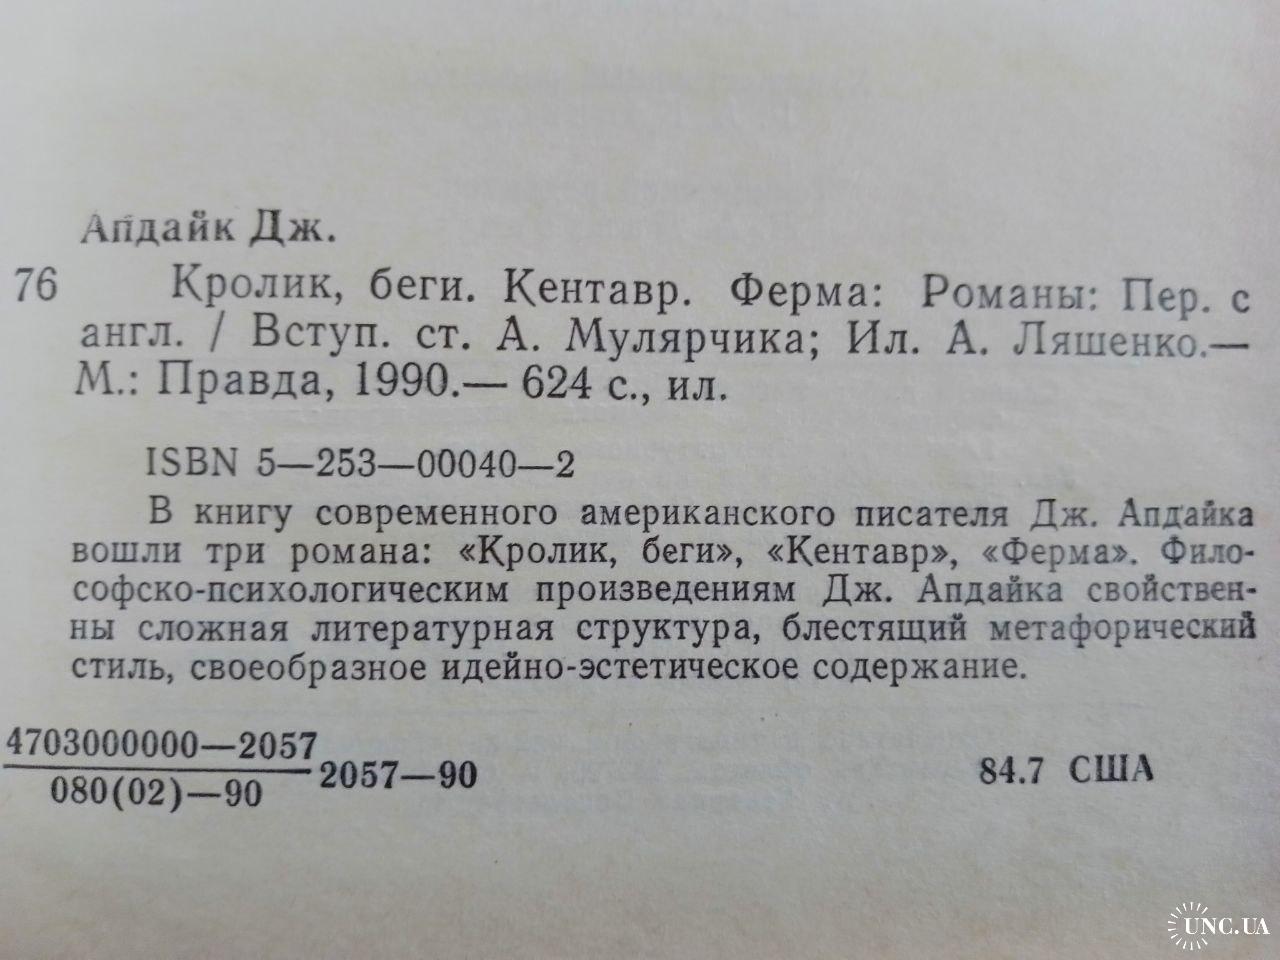 Апдайк Дж.
76 Кролик, беги. Кентавр. Ферма: Романы: Пер. с
англ. / Вступ. ст. А. Мулярчика; Ил. А. Ляшенко.—
М.: Правда, 1990.— 624 с., ил.
ISBN 5—253—00040—2
В книгу современного американского писателя Дж. Апдайка
вошли три романа: «Кролик, беги», «Кентавр», «Ферма». Фило-
софско-психологическим произведениям Дж. Апдайка свойствен-
ны сложная литературная структура, блестящий метафорический
стиль, своеобразное идейно-эстетическое содержание.
4703000000—2057
080(02)—90
2057—90
84.7 США
UNC.UA